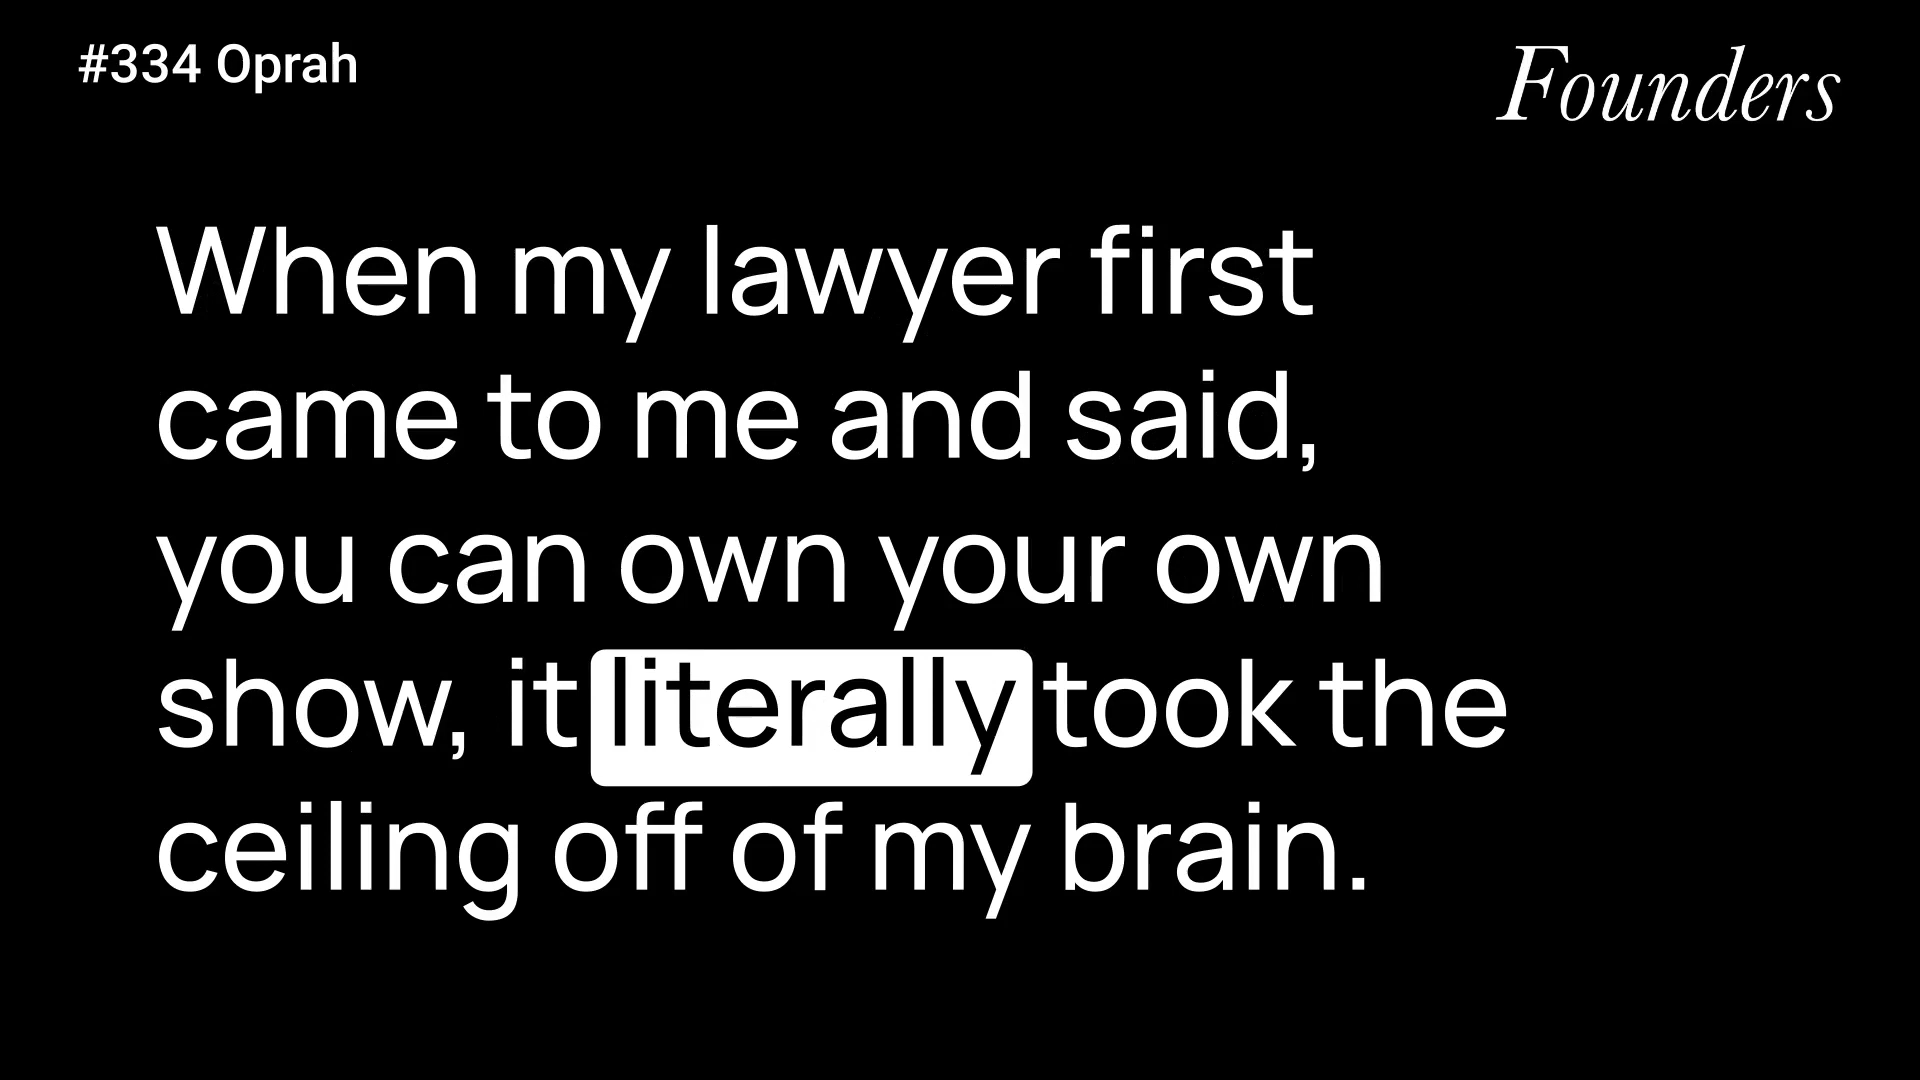 #334 Oprah
Founders
When my lawyer first
came to me and said,
you can own your own
show, it literally took the
ceiling off of my brain.